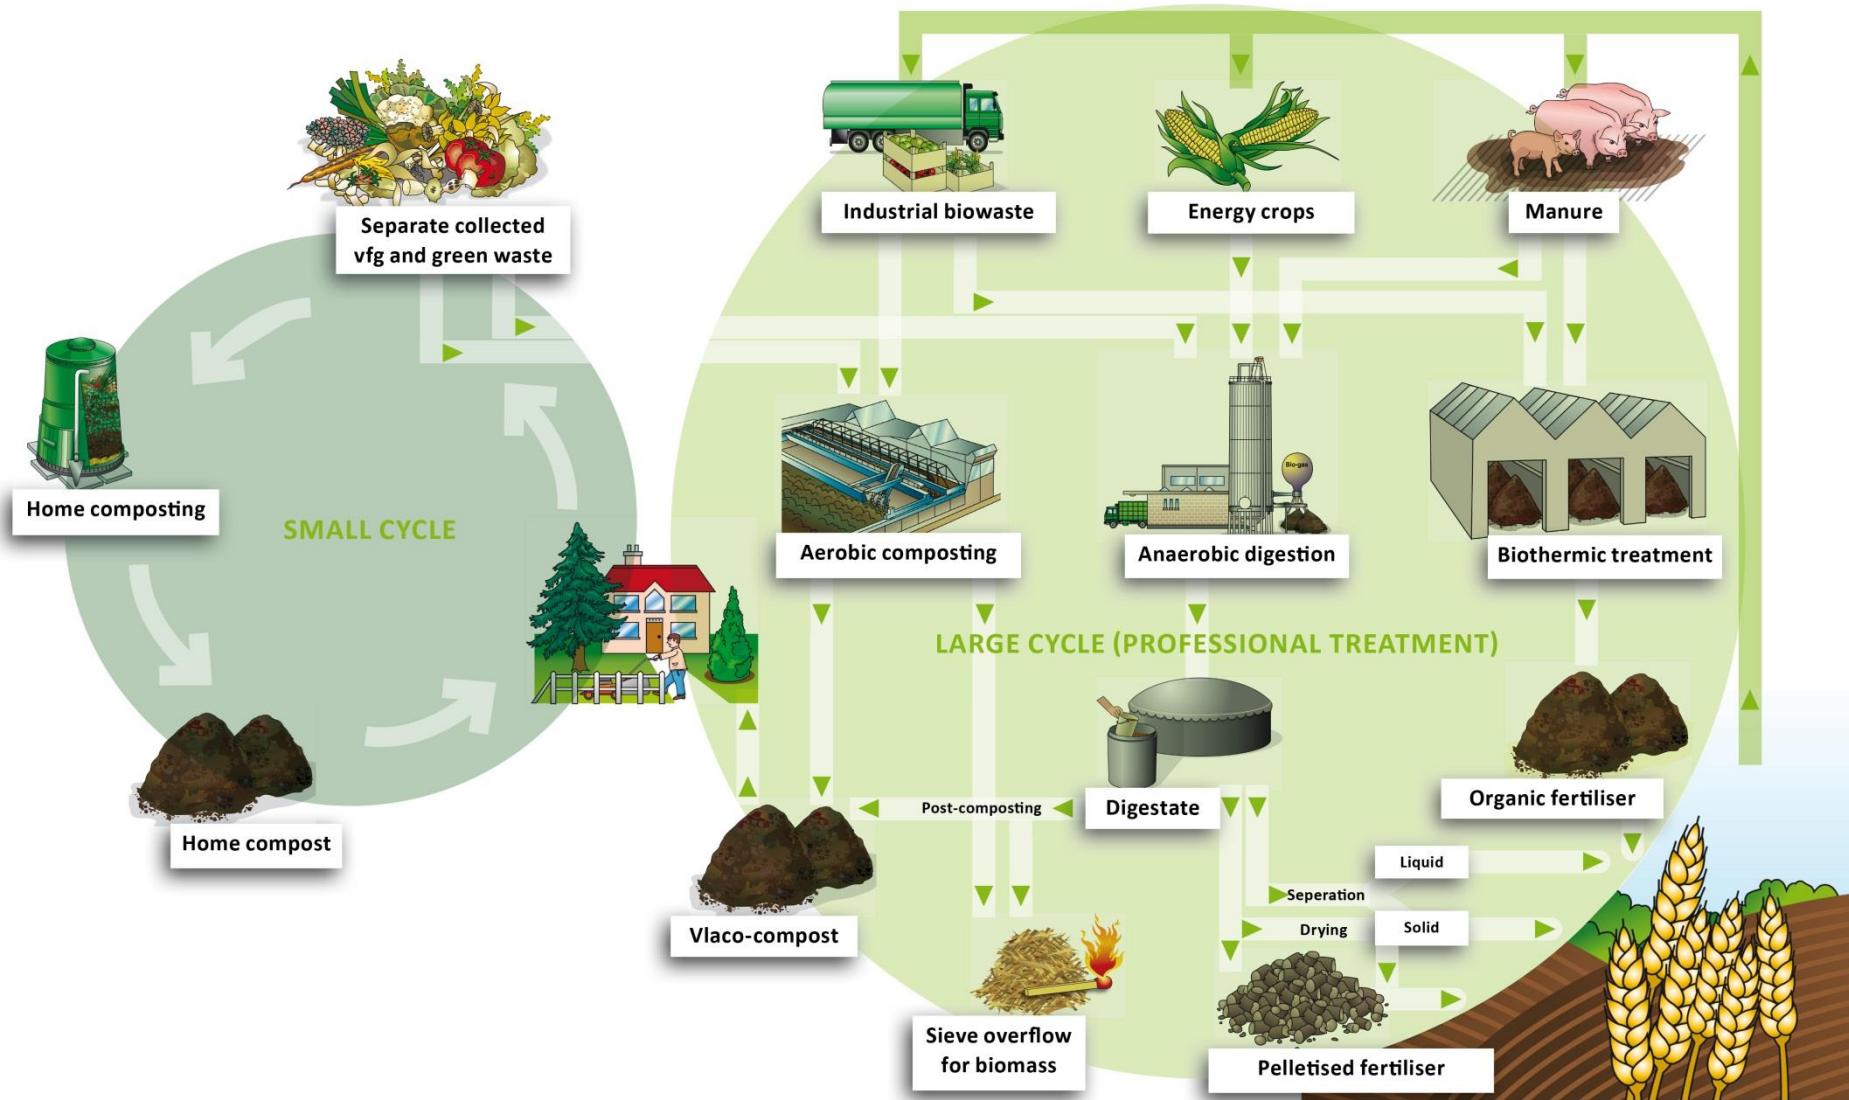 Separate collected
vfg and green waste
Industrial biowaste
Energy crops
Manure
Home composting
SMALL CYCLE
Bio-gas
Aerobic composting
Anaerobic digestion
Biothermic treatment
LARGE CYCLE (PROFESSIONAL TREATMENT)
Home compost
Post-composting
Digestate
Organic fertiliser
Liquid
Seperation
Vlaco-compost
Drying
Solid
Sieve overflow
for biomass
Pelletised fertiliser